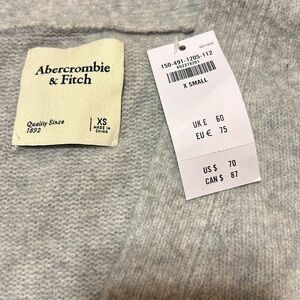 Abercrombie
& Fitch
Quality Since
1892
XS
MADE IN
CHINA
150-491-1205-112
X SMALL
UK £ 60
EU € 75
US $ 70
CAN $ 87